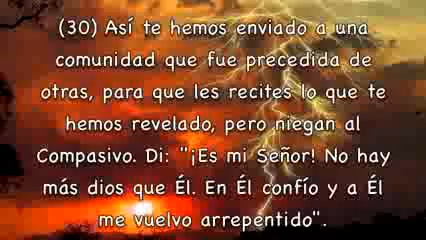 (30) Así te hemos enviado a una
comunidad que fue precedida de
otras, para que les recites lo que te
hemos revelado, pero niegan al
Compasivo. Di: "¡Es mi Señor! No hay
más dios que Él. En Él confío y a Él
me vuelvo arrepentido".